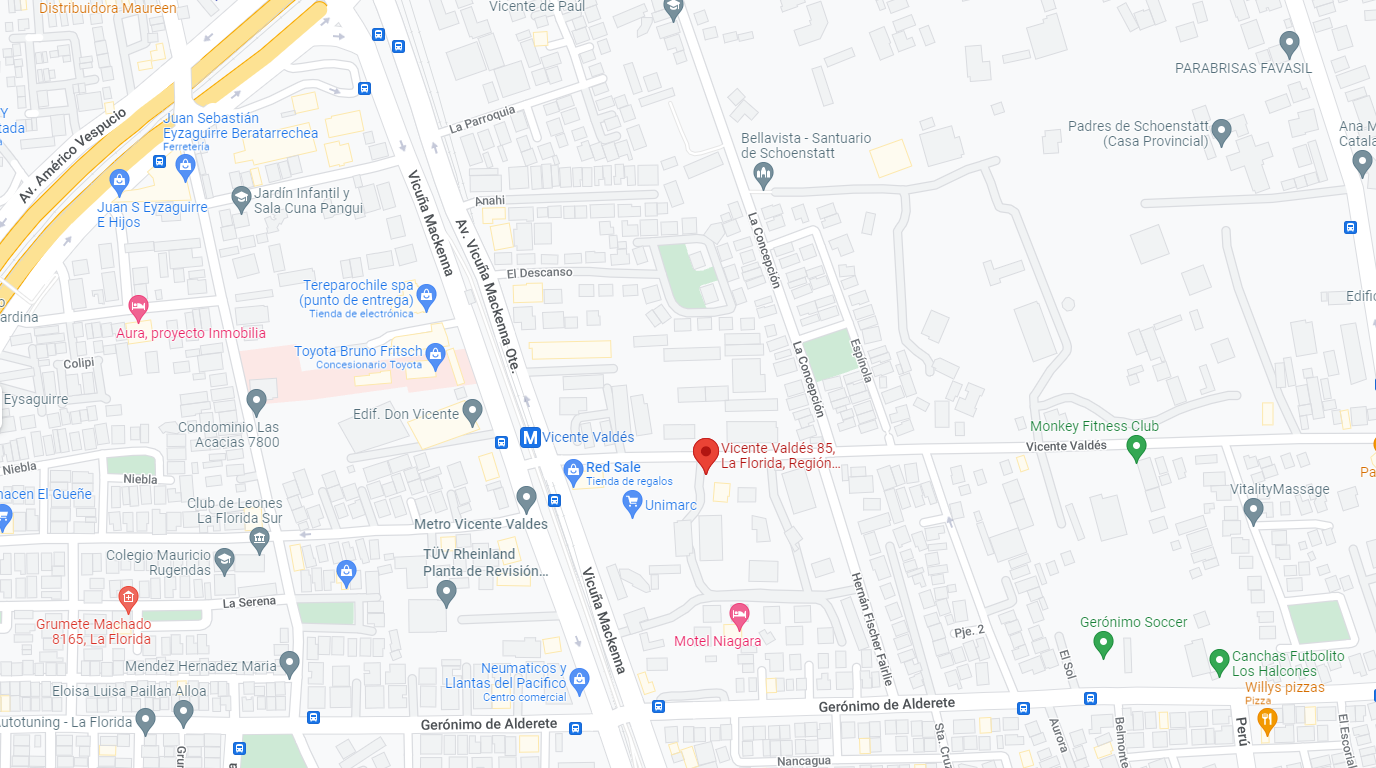 Distribuidora Maureen
Vicente de Paúl
PARABRISAS FAVASIL
Av. Américo Vespucio
Y
tada
Juan Sebastián
Eyzaguirre Beratarrechea
Ferretería
La Parroquia
Bellavista - Santuario
de Schoenstatt
Padres de Schoenstatt
(Casa Provincial)
Ana M
Catala
Juan S Eyzaguirre
E Hijos
Jardín Infantil y
Sala Cuna Pangui
Vicuña Mackenna
Anahi
Av. Vicuña Mackenna Ote.
La Concepción
El Descanso
Tereparochile spa
(punto de entrega)
Tienda de electrónica
Edific
o
ardina
Aura, proyecto Inmobilia
Toyota Bruno Fritsch
Concesionario Toyota
Colipi
La Concepción
Espínola
Eysaguirre
Condominio Las
Acacias 7800
Edif. Don Vicente
M
Vicente Valdés
Monkey Fitness Club
Vicente Valdés
Vicente Valdés 85,
La Florida, Región...
Niebla
Niebla
Red Sale
Tienda de regalos
Pa
macen El Gueñe
Club de Leones
La Florida Sur
Unimarc
VitalityMassage
Metro Vicente Valdes
Colegio Mauricio
Rugendas
TÜV Rheinland
Planta de Revisión...
Vicuña Mackenna
Hernán Fischer Fairlie
La Serena
Grumete Machado
8165, La Florida
Motel Niagara
Pje. 2
Gerónimo Soccer
El Sol
Canchas Futbolito
Los Halcones
Mendez Hernadez Maria
Neumaticos y
Llantas del Pacifico
Centro comercial
Eloisa Luisa Paillan Alloa
Willys pizzas
Pizza
Autotuning - La Florida
Gerónimo de Alderete
Gerónimo de Alderete
Grun
B
Sta. Cruz
Aurora
Belmonte
Perú
El Escorial
Nancagua